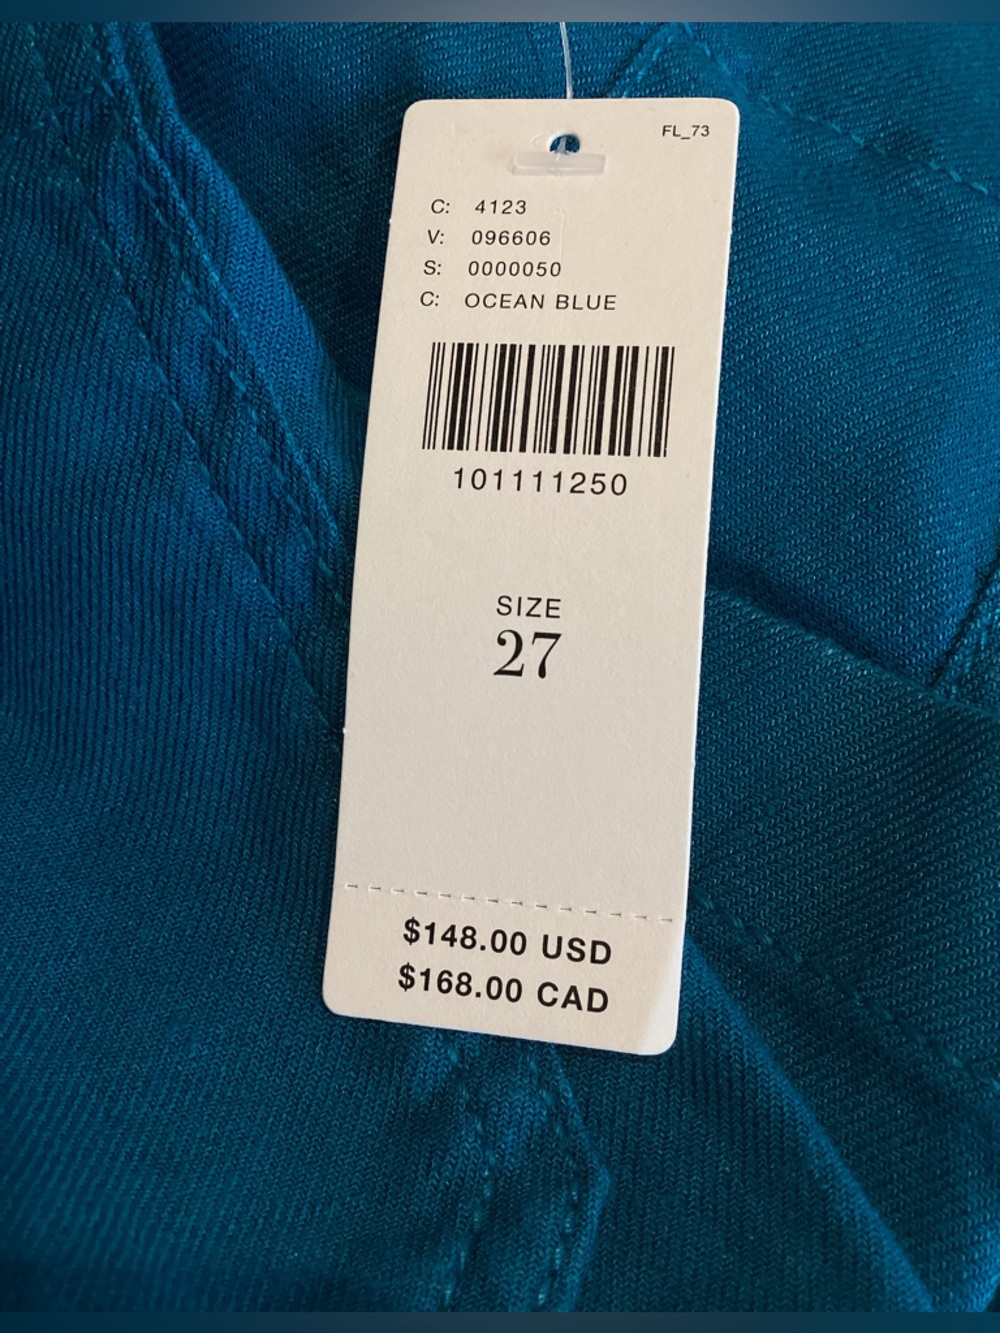 FL_73
C: 4123
V: 096606
S: 0000050
C: OCEAN BLUE
101111250
SIZE
27
$148.00 USD
$168.00 CAD